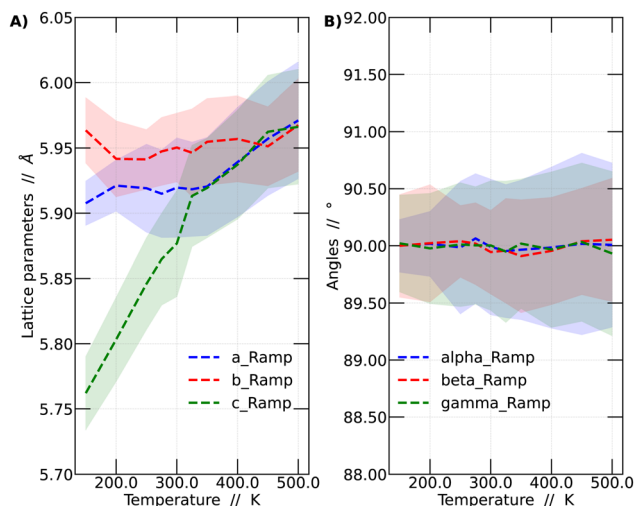 A)
6.05
6.00
5.95
5.90
5.85
5.80
5.75
5.70
Lattice parameters // Å
200.0 300.0 400.0 500.0
Temperature // K
a_Ramp
b_Ramp
c_Ramp
B)
92.00
91.50
91.00
90.50
90.00
89.50
89.00
88.50
88.00
Angles // °
200.0 300.0 400.0 500.0
Temperature // K
alpha_Ramp
beta_Ramp
gamma_Ramp